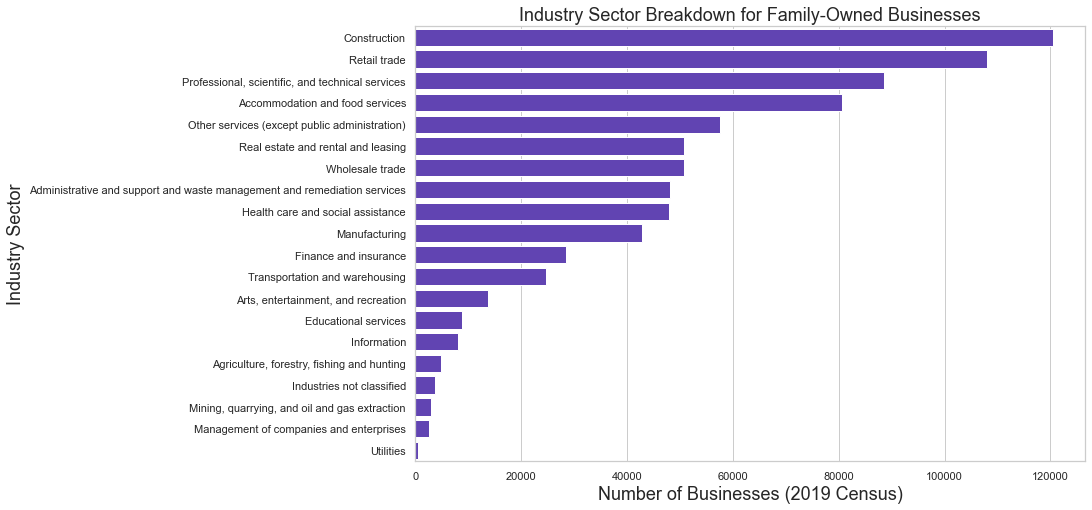 Industry Sector Breakdown for Family-Owned Businesses
Industry Sector
Construction
Retail trade
Professional, scientific, and technical services
Accommodation and food services
Other services (except public administration)
Real estate and rental and leasing
Wholesale trade
Administrative and support and waste management and remediation services
Health care and social assistance
Manufacturing
Finance and insurance
Transportation and warehousing
Arts, entertainment, and recreation
Educational services
Information
Agriculture, forestry, fishing and hunting
Industries not classified
Mining, quarrying, and oil and gas extraction
Management of companies and enterprises
Utilities
0 20000 40000 60000 80000 100000 120000
Number of Businesses (2019 Census)